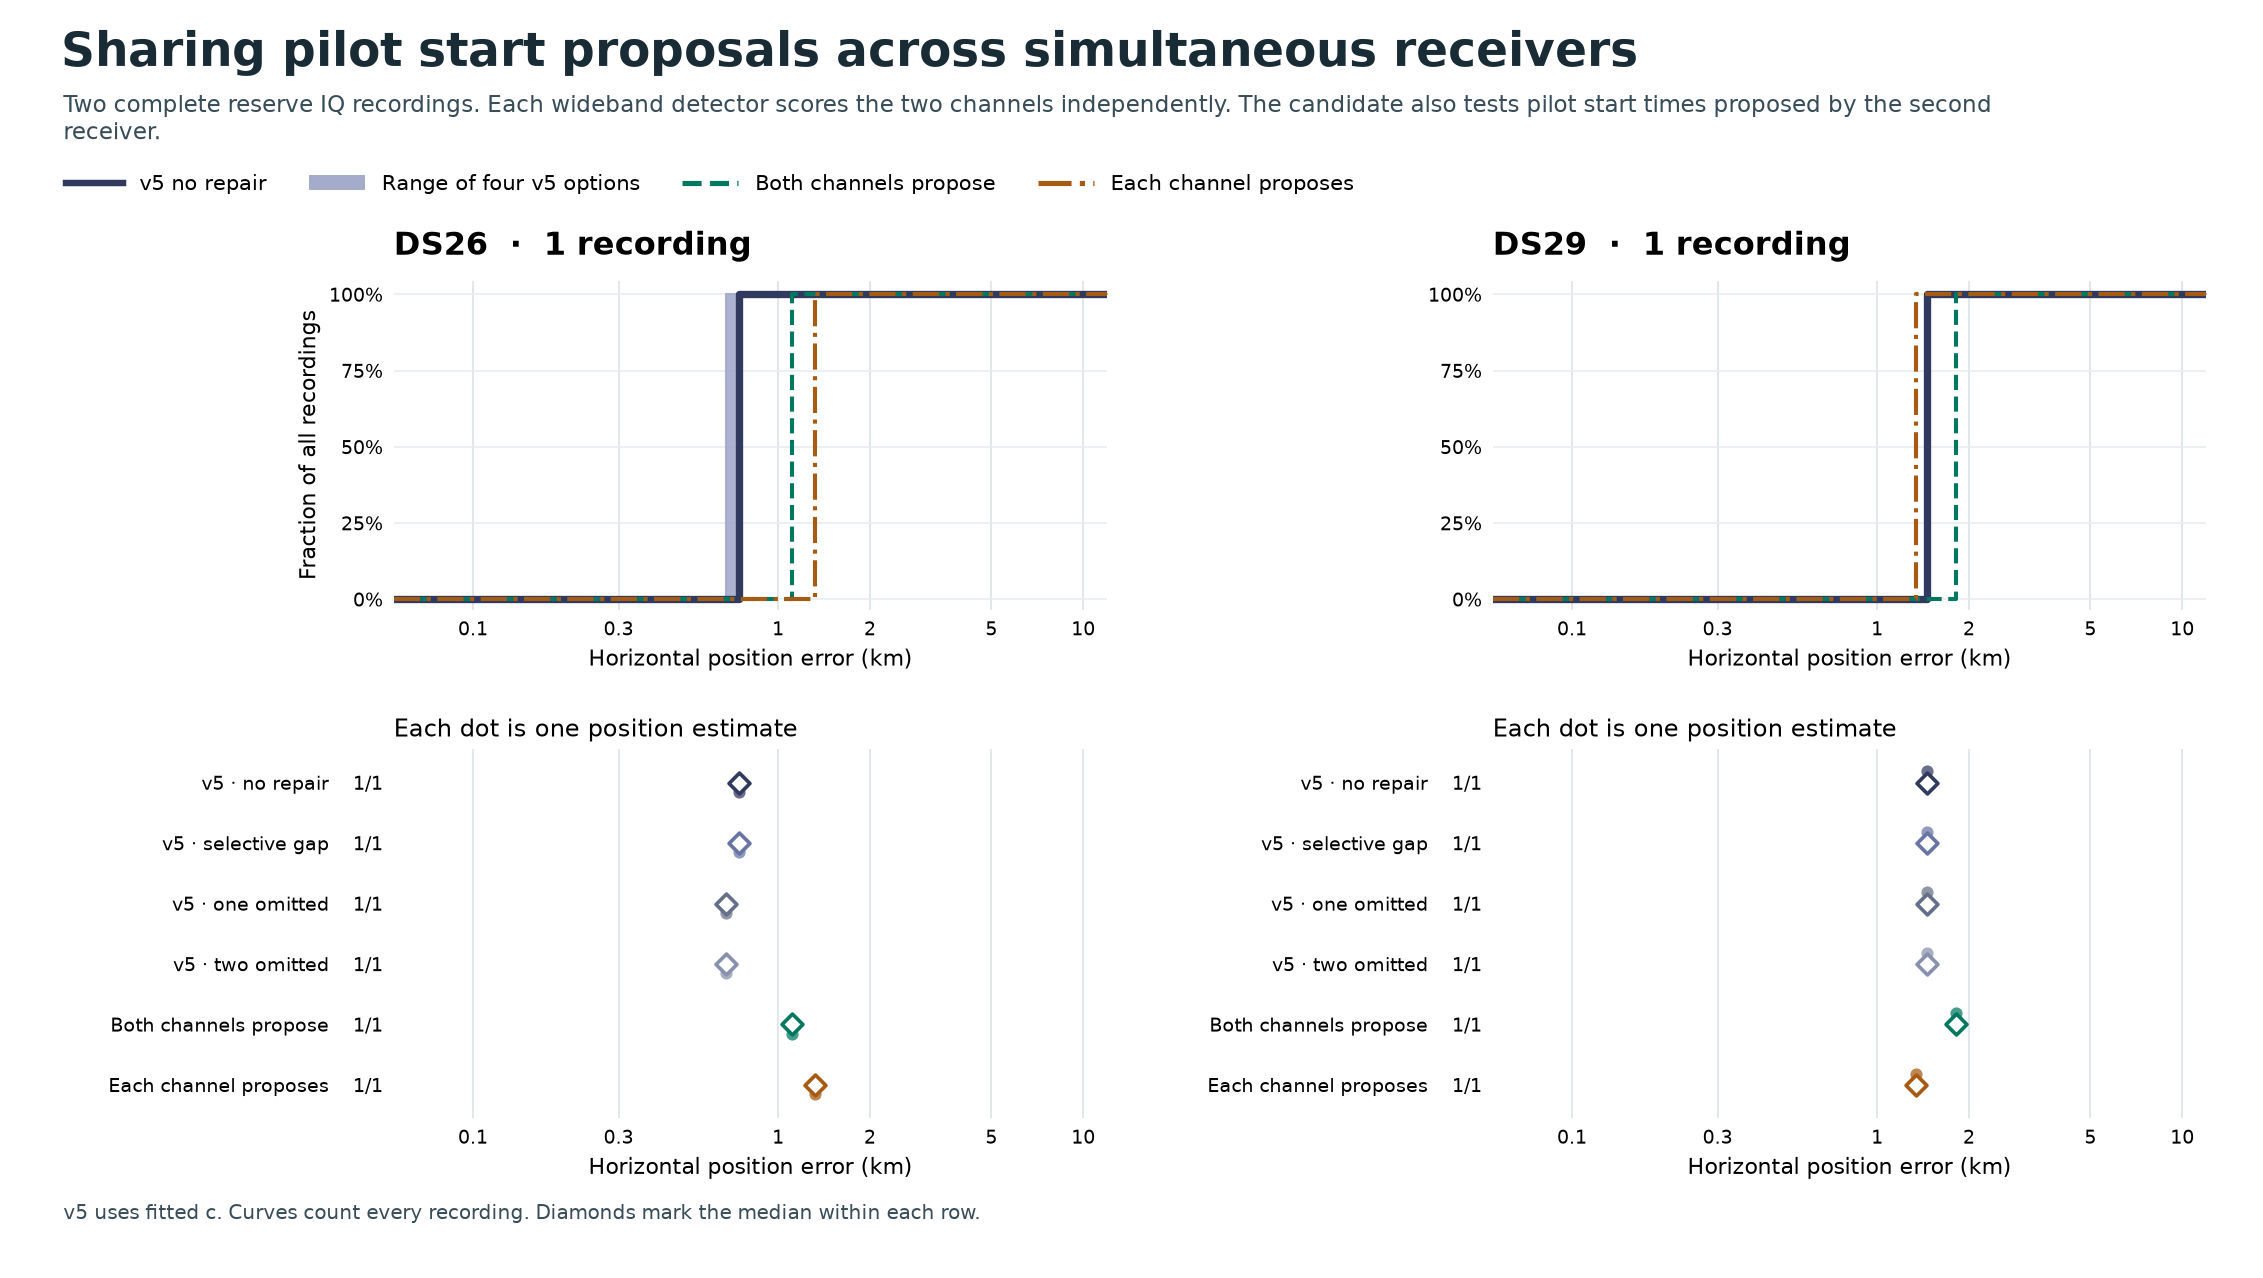 Sharing pilot start proposals across simultaneous receivers
Two complete reserve IQ recordings. Each wideband detector scores the two channels independently. The candidate also tests pilot start times proposed by the second
receiver.
v5 no repair
Range of four v5 options
Both channels propose
Each channel proposes
DS26 · 1 recording
Fraction of all recordings
100%
75%
50%
25%
0%
0.1 0.3 1 2 5 10
Horizontal position error (km)
DS29 · 1 recording
100%
75%
50%
25%
0%
0.1 0.3 1 2 5 10
Horizontal position error (km)
Each dot is one position estimate
v5 · no repair 1/1
v5 · selective gap 1/1
v5 · one omitted 1/1
v5 · two omitted 1/1
Both channels propose 1/1
Each channel proposes 1/1
0.1 0.3 1 2 5 10
Horizontal position error (km)
Each dot is one position estimate
v5 · no repair 1/1
v5 · selective gap 1/1
v5 · one omitted 1/1
v5 · two omitted 1/1
Both channels propose 1/1
Each channel proposes 1/1
0.1 0.3 1 2 5 10
Horizontal position error (km)
v5 uses fitted c. Curves count every recording. Diamonds mark the median within each row.